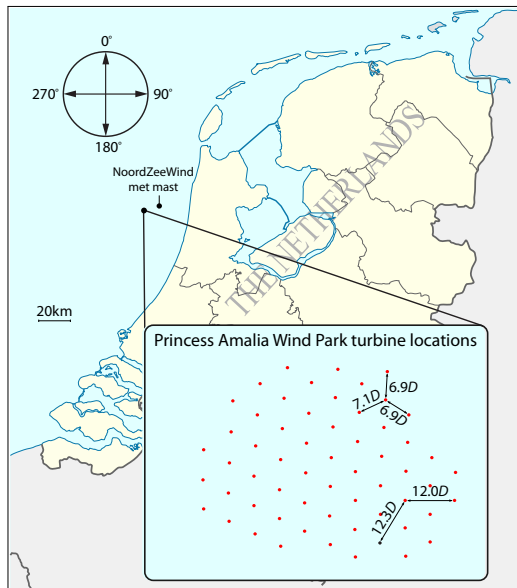 0°
270°
90°
180°
NoordZeeWind
met mast
THE NETHERLANDS
20km
Princess Amalia Wind Park turbine locations
6.9D
7.1D
6.9D
12.0D
12.3D